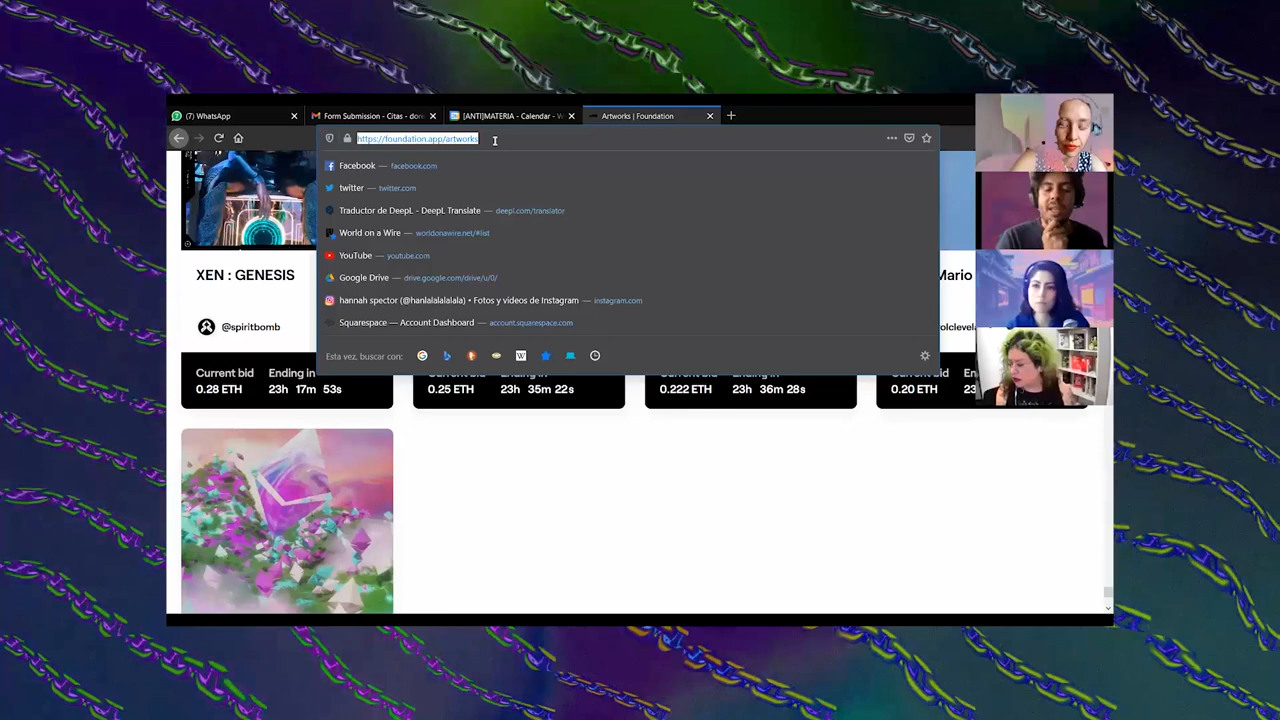 (7) WhatsApp
Form Submission - Citas - dor
[ANTI]MATERIA - Calendar - W
Artworks | Foundation
https://foundation.app/artworks
Facebook — facebook.com
twitter — twitter.com
Traductor de DeepL - DeepL Translate — deepl.com/translator
World on a Wire — worldonawire.net/#list
YouTube — youtube.com
Google Drive — drive.google.com/drive/u/0/
hannah spector (@hanlalalalalala) • Fotos y videos de Instagram — instagram.com
Squarespace — Account Dashboard — account.squarespace.com
Esta vez, buscar con:
XEN : GENESIS
Mario
@spiritbomb
olclevela
Current bid Ending in
0.28 ETH 23h 17m 53s
0.25 ETH 23h 35m 22s
0.222 ETH 23h 36m 28s
Current bid
0.20 ETH 23